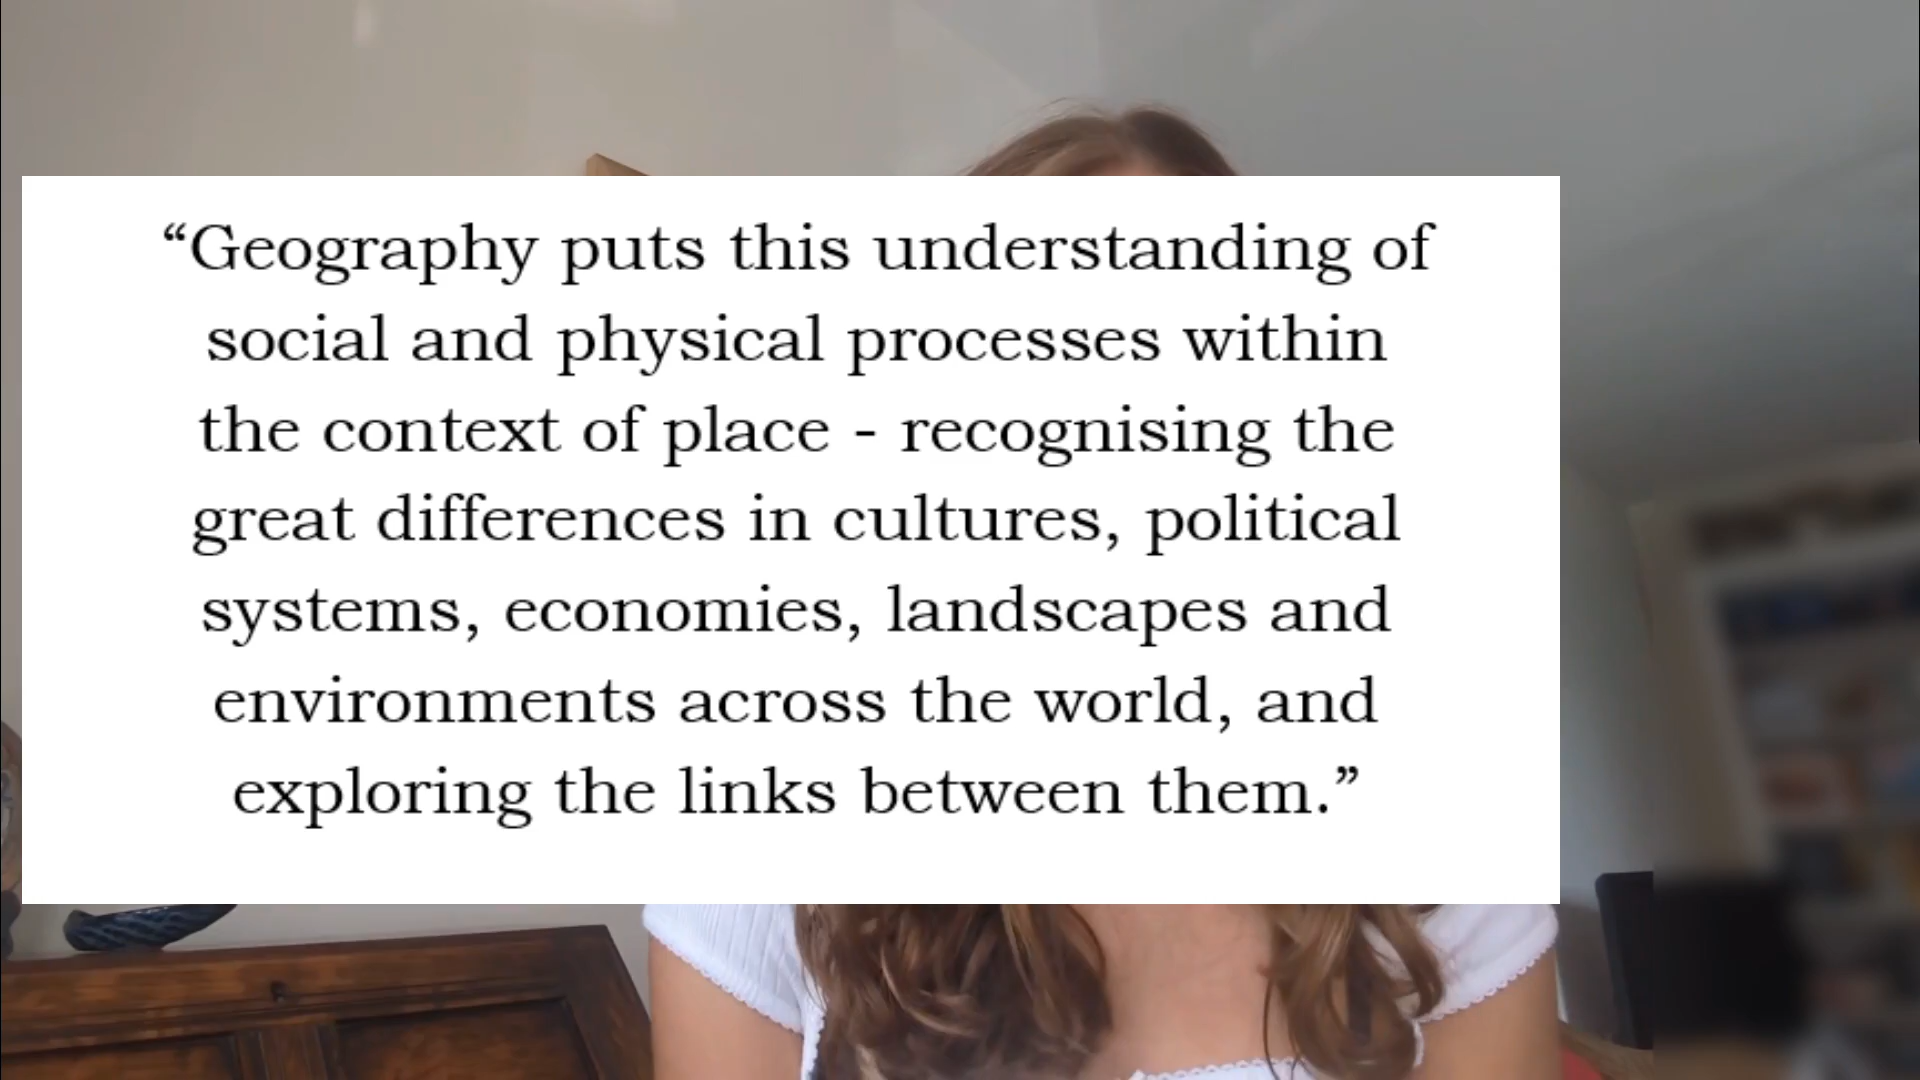 “Geography puts this understanding of
social and physical processes within
the context of place - recognising the
great differences in cultures, political
systems, economies, landscapes and
environments across the world, and
exploring the links between them.”